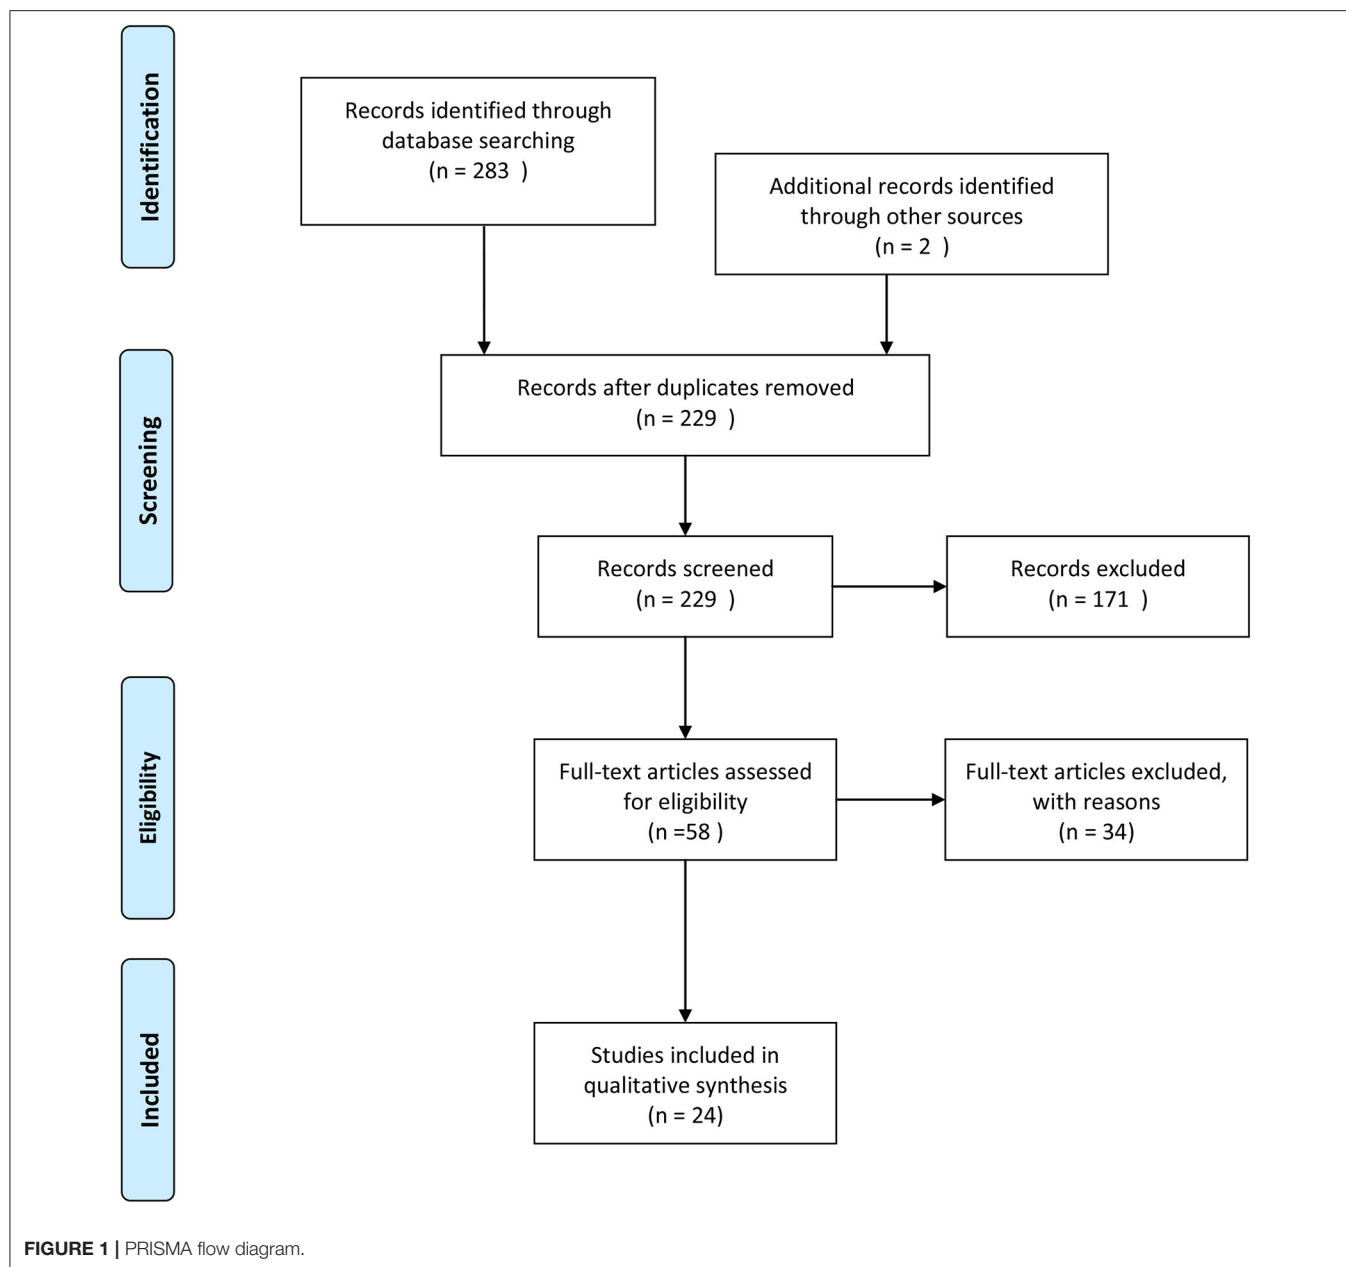 Identification
Records identified through
database searching
(n = 283  )
Additional records identified
through other sources
(n = 2  )
Screening
Records after duplicates removed
(n = 229  )
Records screened
(n = 229  )
Records excluded
(n = 171  )
Eligibility
Full-text articles assessed
for eligibility
(n =58 )
Full-text articles excluded,
with reasons
(n = 34)
Included
Studies included in
qualitative synthesis
(n = 24)
FIGURE 1 | PRISMA flow diagram.